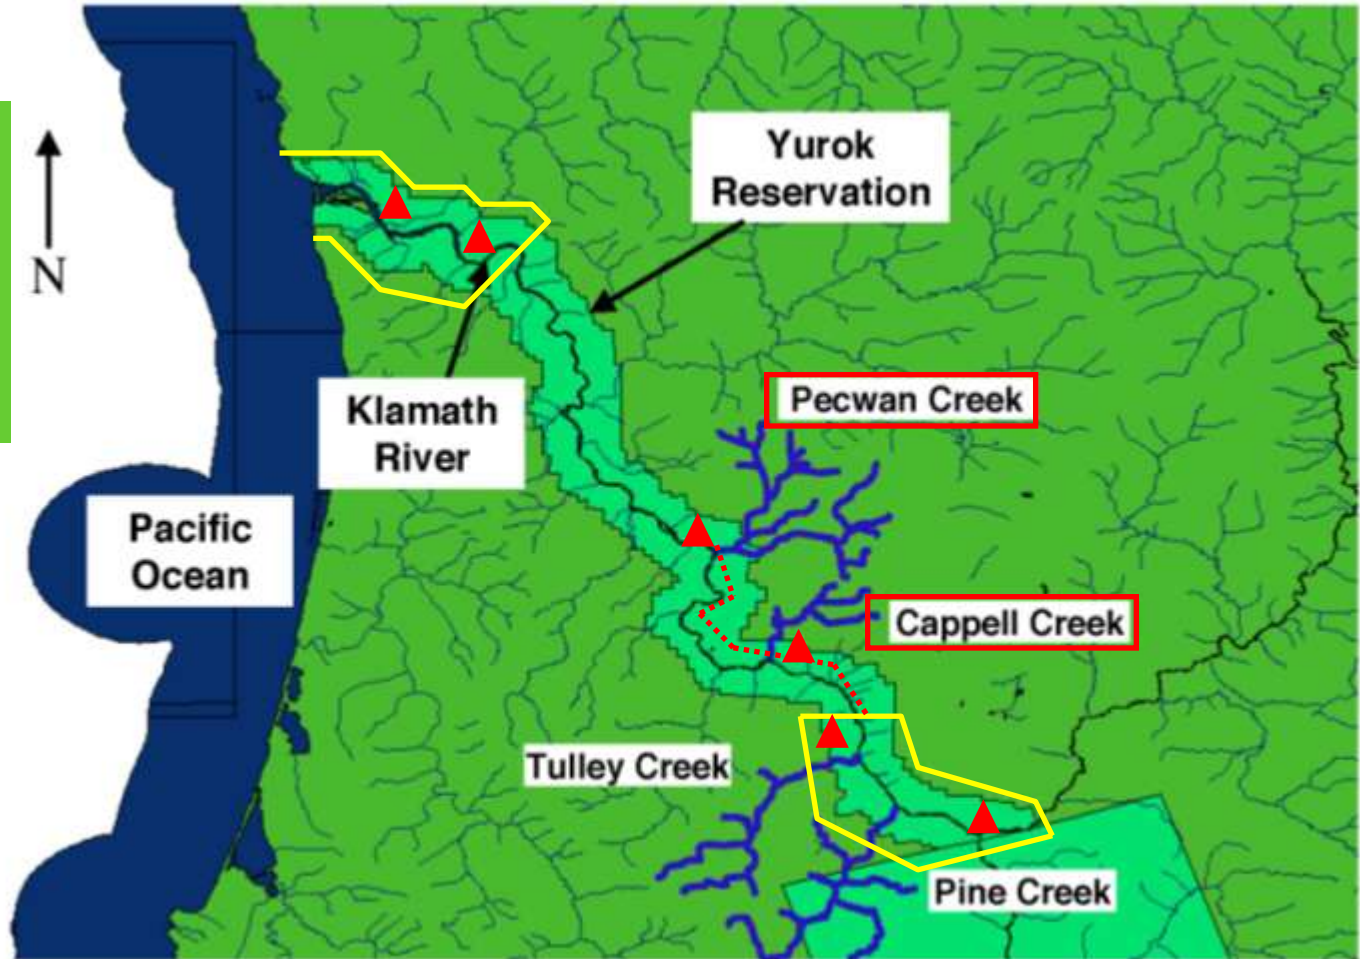 Yurok
Reservation
N
Pecwan Creek
Klamath
River
Pacific
Ocean
Cappell Creek
Tulley Creek
Pine Creek